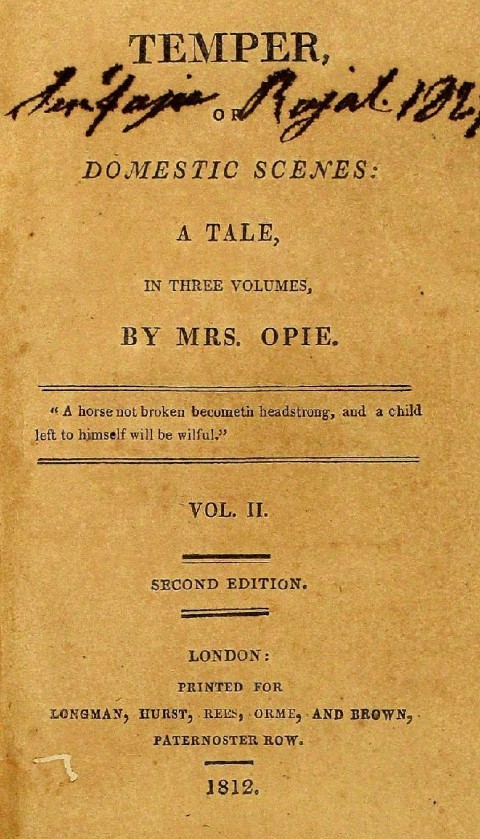 TEMPER,
Royal. 182
OR
DOMESTIC SCENES:
A TALE,
IN THREE VOLUMES,
BY MRS. OPIE.
"A horse not broken becometh headstrong, and a child
left to himself will be wilful."
VOL. II.
SECOND EDITION.
LONDON:
PRINTED FOR
LONGMAN, HURST, REES, ORME, AND BROWN,
PATERNOSTER ROW.
1812.